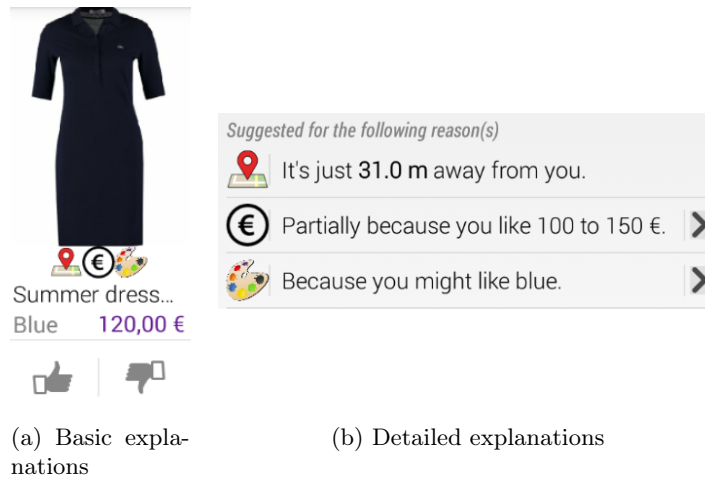 Summer dress...
Blue 120,00 €
(a) Basic expla-
nations
Suggested for the following reason(s)
It's just 31.0 m away from you.
€ Partially because you like 100 to 150 €.
Because you might like blue.
(b) Detailed explanations